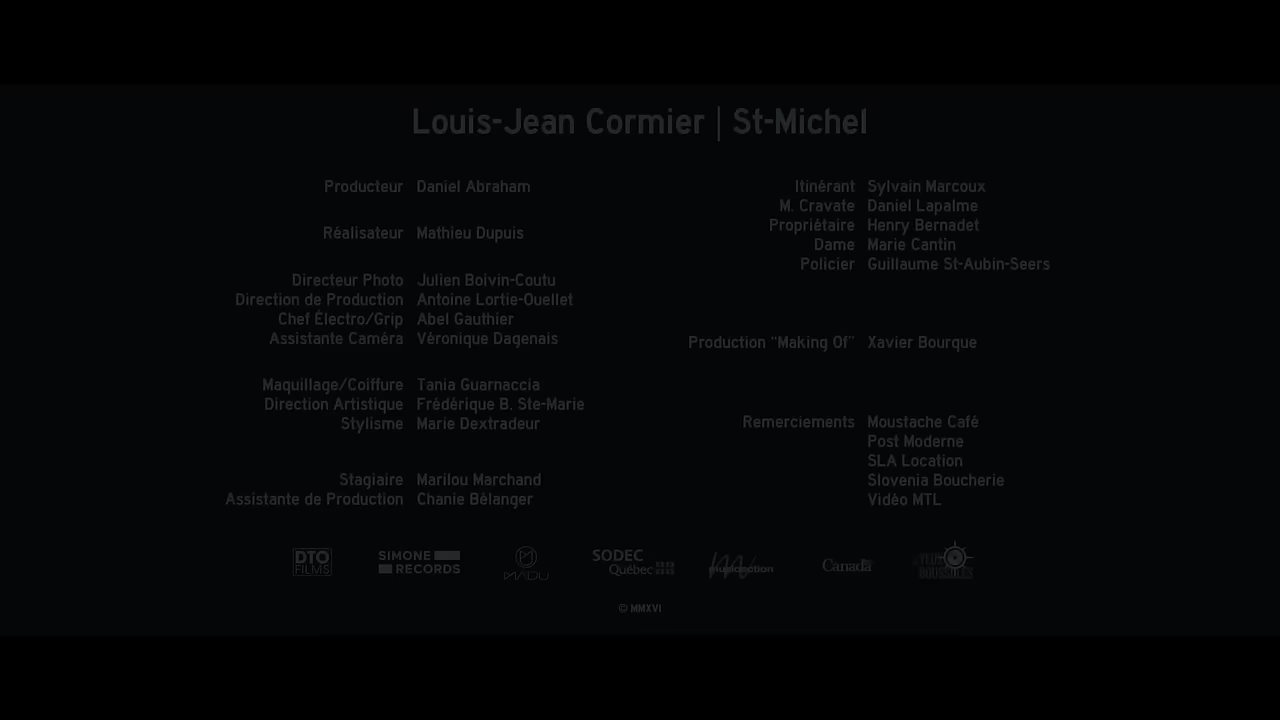 Louis-Jean Cormier | St-Michel
Producteur Daniel Abraham
Réalisateur Mathieu Dupuis
Directeur Photo Julien Boivin-Coutu
Direction de Production Antoine Lortie-Ouellet
Chef Électro/Grip Abel Gauthier
Assistante Caméra Véronique Dagenais
Maquillage/Coiffure Tania Guarnaccia
Direction Artistique Frédérique B. Ste-Marie
Stylisme Marie Dextradeur
Stagiaire Marilou Marchand
Assistante de Production Chanie Bélanger
Itinérant Sylvain Marcoux
M. Cravate Daniel Lapalme
Propriétaire Henry Bernadet
Dame Marie Cantin
Policier Guillaume St-Aubin-Seers
Production “Making Of” Xavier Bourque
Remerciements Moustache Café
Post Moderne
SLA Location
Slovenia Boucherie
Vidéo MTL
DTO
FILMS
SIMONE
RECORDS
MADU
SODEC
Québec
musicaction
Canada
© MMXVI